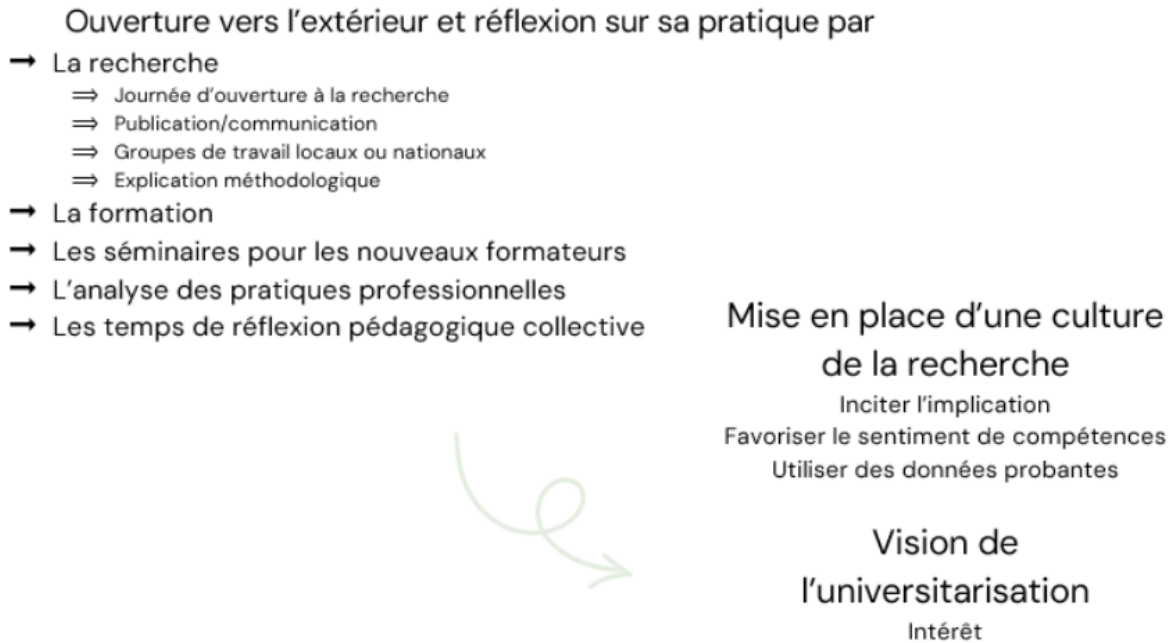 Ouverture vers l'extérieur et réflexion sur sa pratique par
➞ La recherche
⟹ Journée d'ouverture à la recherche
⟹ Publication/communication
⟹ Groupes de travail locaux ou nationaux
⟹ Explication méthodologique
➞ La formation
➞ Les séminaires pour les nouveaux formateurs
➞ L'analyse des pratiques professionnelles
➞ Les temps de réflexion pédagogique collective
Mise en place d'une culture
de la recherche
Inciter l'implication
Favoriser le sentiment de compétences
Utiliser des données probantes
Vision de
l'universitarisation
Intérêt